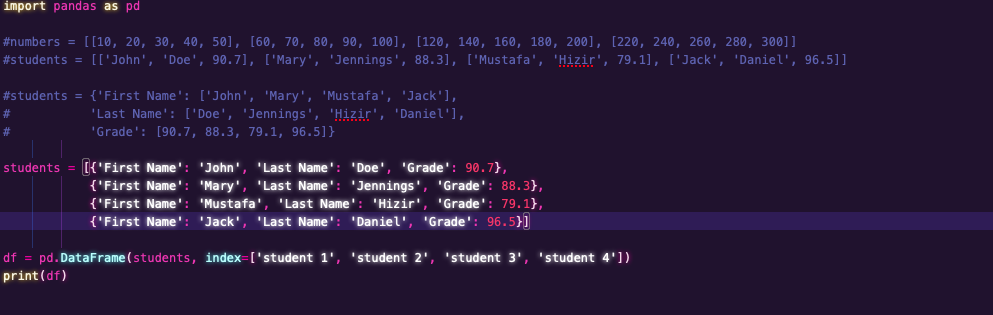 import pandas as pd
#numbers = [[10, 20, 30, 40, 50], [60, 70, 80, 90, 100], [120, 140, 160, 180, 200], [220, 240, 260, 280, 300]]
#students = [['John', 'Doe', 90.7], ['Mary', 'Jennings', 88.3], ['Mustafa', 'Hizir', 79.1], ['Jack', 'Daniel', 96.5]]
#students = {'First Name': ['John', 'Mary', 'Mustafa', 'Jack'],
#           'Last Name': ['Doe', 'Jennings', 'Hizir', 'Daniel'],
#           'Grade': [90.7, 88.3, 79.1, 96.5]}
students = [{'First Name': 'John', 'Last Name': 'Doe', 'Grade': 90.7},
            {'First Name': 'Mary', 'Last Name': 'Jennings', 'Grade': 88.3},
            {'First Name': 'Mustafa', 'Last Name': 'Hizir', 'Grade': 79.1},
            {'First Name': 'Jack', 'Last Name': 'Daniel', 'Grade': 96.5}]
df = pd.DataFrame(students, index=['student 1', 'student 2', 'student 3', 'student 4'])
print(df)